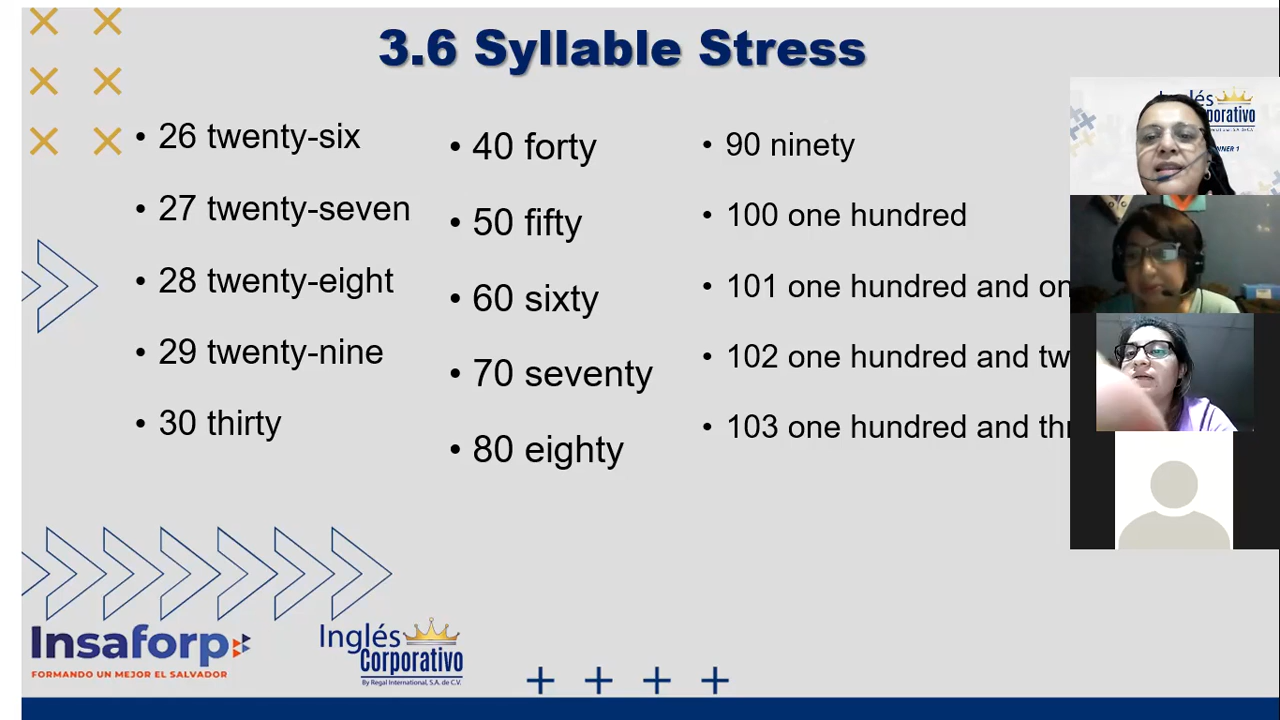 3.6 Syllable Stress
• 26 twenty-six
• 27 twenty-seven
• 28 twenty-eight
• 29 twenty-nine
• 30 thirty
• 40 forty
• 50 fifty
• 60 sixty
• 70 seventy
• 80 eighty
• 90 ninety
• 100 one hundred
• 101 one hundred and on
• 102 one hundred and tw
• 103 one hundred and thr
Insaforp
FORMANDO UN MEJOR EL SALVADOR
Inglés
Corporativo
By Regal International, S.A. de C.V.